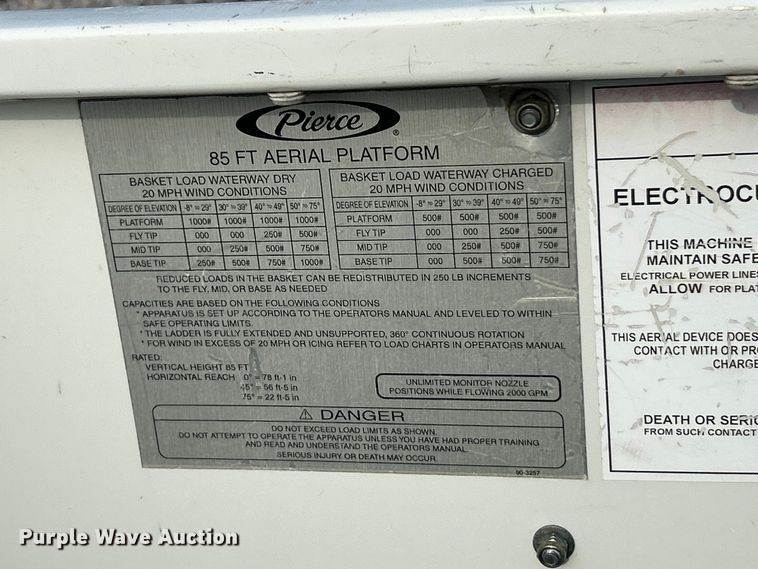 Pierce ®
85 FT AERIAL PLATFORM
BASKET LOAD WATERWAY DRY
20 MPH WIND CONDITIONS
DEGREE OF ELEVATION -8° TO 29° 30° TO 39° 40° TO 49° 50° TO 75°
PLATFORM 1000# 1000# 1000# 1000#
FLY TIP 000 000 250# 500#
MID TIP 000 250# 500# 750#
BASE TIP 250# 500# 750# 1000#
BASKET LOAD WATERWAY CHARGED
20 MPH WIND CONDITIONS
DEGREE OF ELEVATION -8° TO 29° 30° TO 39° 40° TO 49° 50° TO 75°
PLATFORM 500# 500# 500# 500#
FLY TIP 000 000 250# 500#
MID TIP 000 250# 500# 750#
BASE TIP 000 500# 500# 750#
REDUCED LOADS IN THE BASKET CAN BE REDISTRIBUTED IN 250 LB INCREMENTS
TO THE FLY, MID, OR BASE AS NEEDED
CAPACITIES ARE BASED ON THE FOLLOWING CONDITIONS
* APPARATUS IS SET UP ACCORDING TO THE OPERATORS MANUAL AND LEVELED TO WITHIN
SAFE OPERATING LIMITS.
* THE LADDER IS FULLY EXTENDED AND UNSUPPORTED, 360° CONTINUOUS ROTATION
* FOR WIND IN EXCESS OF 20 MPH OR ICING REFER TO LOAD CHARTS IN OPERATORS MANUAL
RATED:
VERTICAL HEIGHT 85 FT
HORIZONTAL REACH 0° = 78 ft-1 in
45° = 56 ft-5 in
75° = 22 ft-5 in
UNLIMITED MONITOR NOZZLE
POSITIONS WHILE FLOWING 2000 GPM
⚠ DANGER
DO NOT EXCEED LOAD LIMITS AS SHOWN.
DO NOT ATTEMPT TO OPERATE THE APPARATUS UNLESS YOU HAVE HAD PROPER TRAINING
AND READ AND UNDERSTAND THE OPERATORS MANUAL
SERIOUS INJURY OR DEATH MAY OCCUR.
90-3257
ELECTROCU
THIS MACHINE
MAINTAIN SAFE
ELECTRICAL POWER LINES
ALLOW FOR PLAT
THIS AERIAL DEVICE DOES
CONTACT WITH OR PRO
CHARGE
DEATH OR SERIO
FROM SUCH CONTACT
Purple Wave Auction